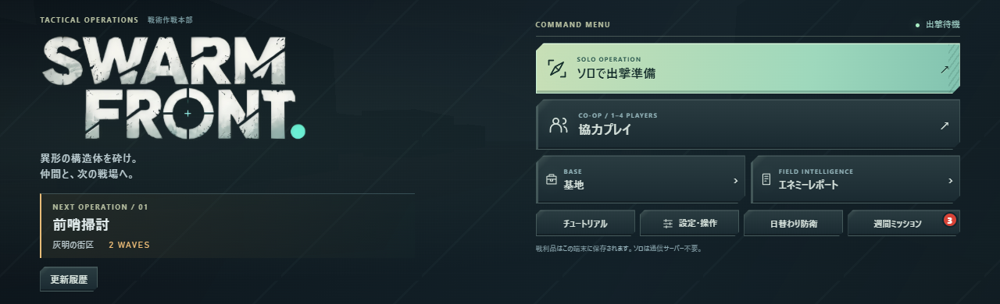 TACTICAL OPERATIONS 戦術作戦本部
SWARM
FRONT.
異形の構造体を砕け。
仲間と、次の戦場へ。
NEXT OPERATION / 01
前哨掃討
灰明の街区 2 WAVES
更新履歴
COMMAND MENU 出撃待機
SOLO OPERATION
ソロで出撃準備
CO-OP / 1–4 PLAYERS
協力プレイ
BASE
基地
FIELD INTELLIGENCE
エネミーレポート
チュートリアル 設定・操作 日替わり防衛 週間ミッション 3
戦利品はこの端末に保存されます。ソロは通信サーバー不要。